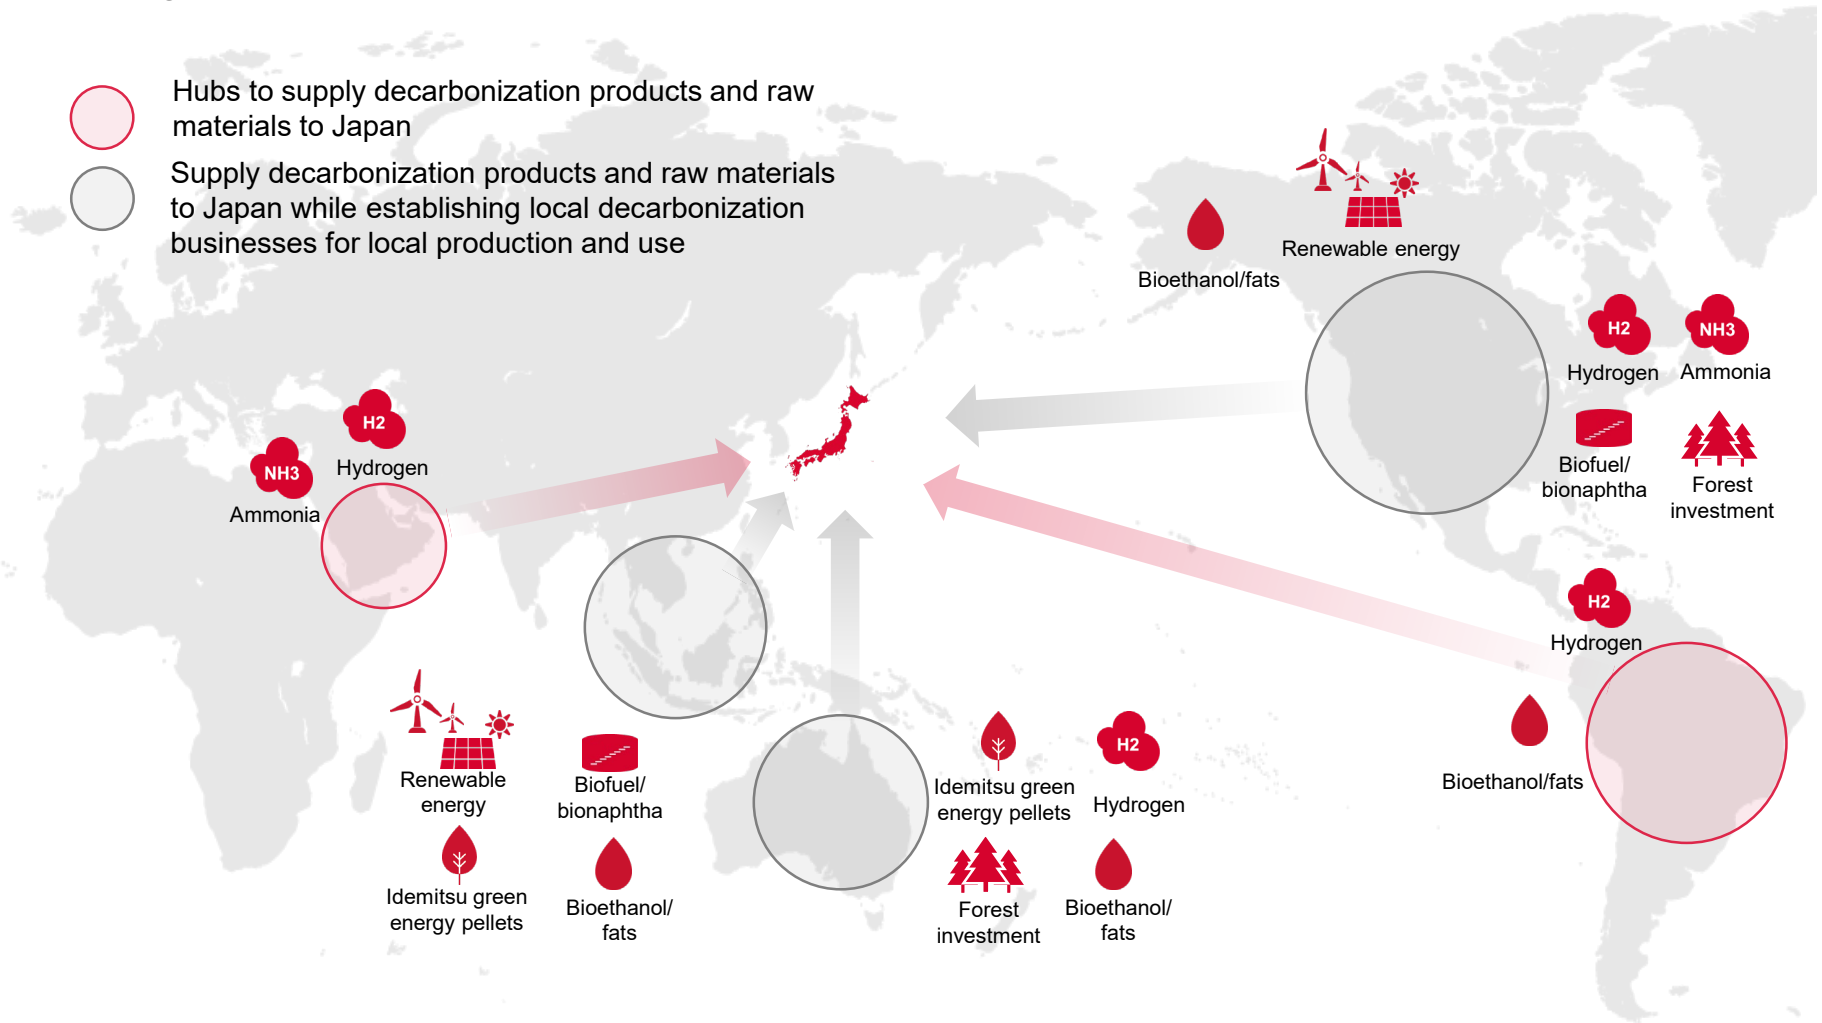 Hubs to supply decarbonization products and raw
materials to Japan
Supply decarbonization products and raw materials
to Japan while establishing local decarbonization
businesses for local production and use
Renewable energy
Bioethanol/fats
H2
Hydrogen
NH3
Ammonia
Biofuel/
bionaphtha
Forest
investment
H2
Hydrogen
NH3
Ammonia
H2
Hydrogen
Bioethanol/fats
Renewable
energy
Biofuel/
bionaphtha
Idemitsu green
energy pellets
Bioethanol/
fats
Idemitsu green
energy pellets
H2
Hydrogen
Forest
investment
Bioethanol/
fats